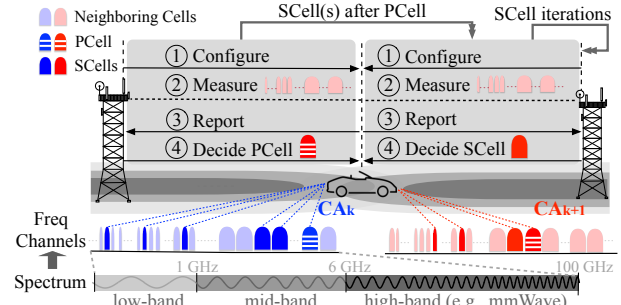 Neighboring Cells
PCell
SCells
SCell(s) after PCell
SCell iterations
1 Configure
2 Measure
3 Report
4 Decide PCell
1 Configure
2 Measure
3 Report
4 Decide SCell
CAk
CAk+1
Freq
Channels
Spectrum
1 GHz
6 GHz
100 GHz
low-band
mid-band
high-band (e.g. mmWave)